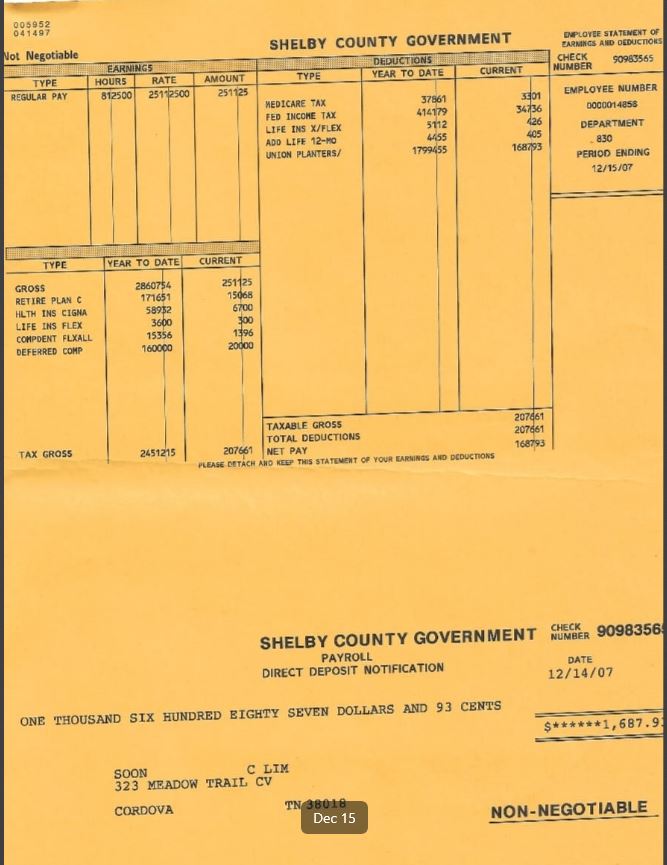 005952
041497
Not Negotiable
SHELBY COUNTY GOVERNMENT
EMPLOYEE STATEMENT OF
EARNINGS AND DEDUCTIONS
EARNINGS
TYPE HOURS RATE AMOUNT
REGULAR PAY 812500 25112500 251125
DEDUCTIONS
TYPE YEAR TO DATE CURRENT
MEDICARE TAX 37861 3301
FED INCOME TAX 414179 34736
LIFE INS X/FLEX 5112 426
ADD LIFE 12-MO 4455 405
UNION PLANTERS/ 1799455 168793
CHECK
NUMBER 90983565
EMPLOYEE NUMBER
0000014858
DEPARTMENT
830
PERIOD ENDING
12/15/07
TYPE YEAR TO DATE CURRENT
GROSS 2860754 251125
RETIRE PLAN C 171651 15068
HLTH INS CIGNA 58932 6700
LIFE INS FLEX 3600 300
COMPDENT FLXALL 15356 1396
DEFERRED COMP 160000 20000
TAX GROSS 2451215 207661
TAXABLE GROSS 207661
TOTAL DEDUCTIONS 207661
NET PAY 168793
PLEASE DETACH AND KEEP THIS STATEMENT OF YOUR EARNINGS AND DEDUCTIONS
SHELBY COUNTY GOVERNMENT
PAYROLL
DIRECT DEPOSIT NOTIFICATION
CHECK
NUMBER 90983565
DATE
12/14/07
ONE THOUSAND SIX HUNDRED EIGHTY SEVEN DOLLARS AND 93 CENTS
$******1,687.93
SOON C LIM
323 MEADOW TRAIL CV
CORDOVA TN 38018
Dec 15
NON-NEGOTIABLE